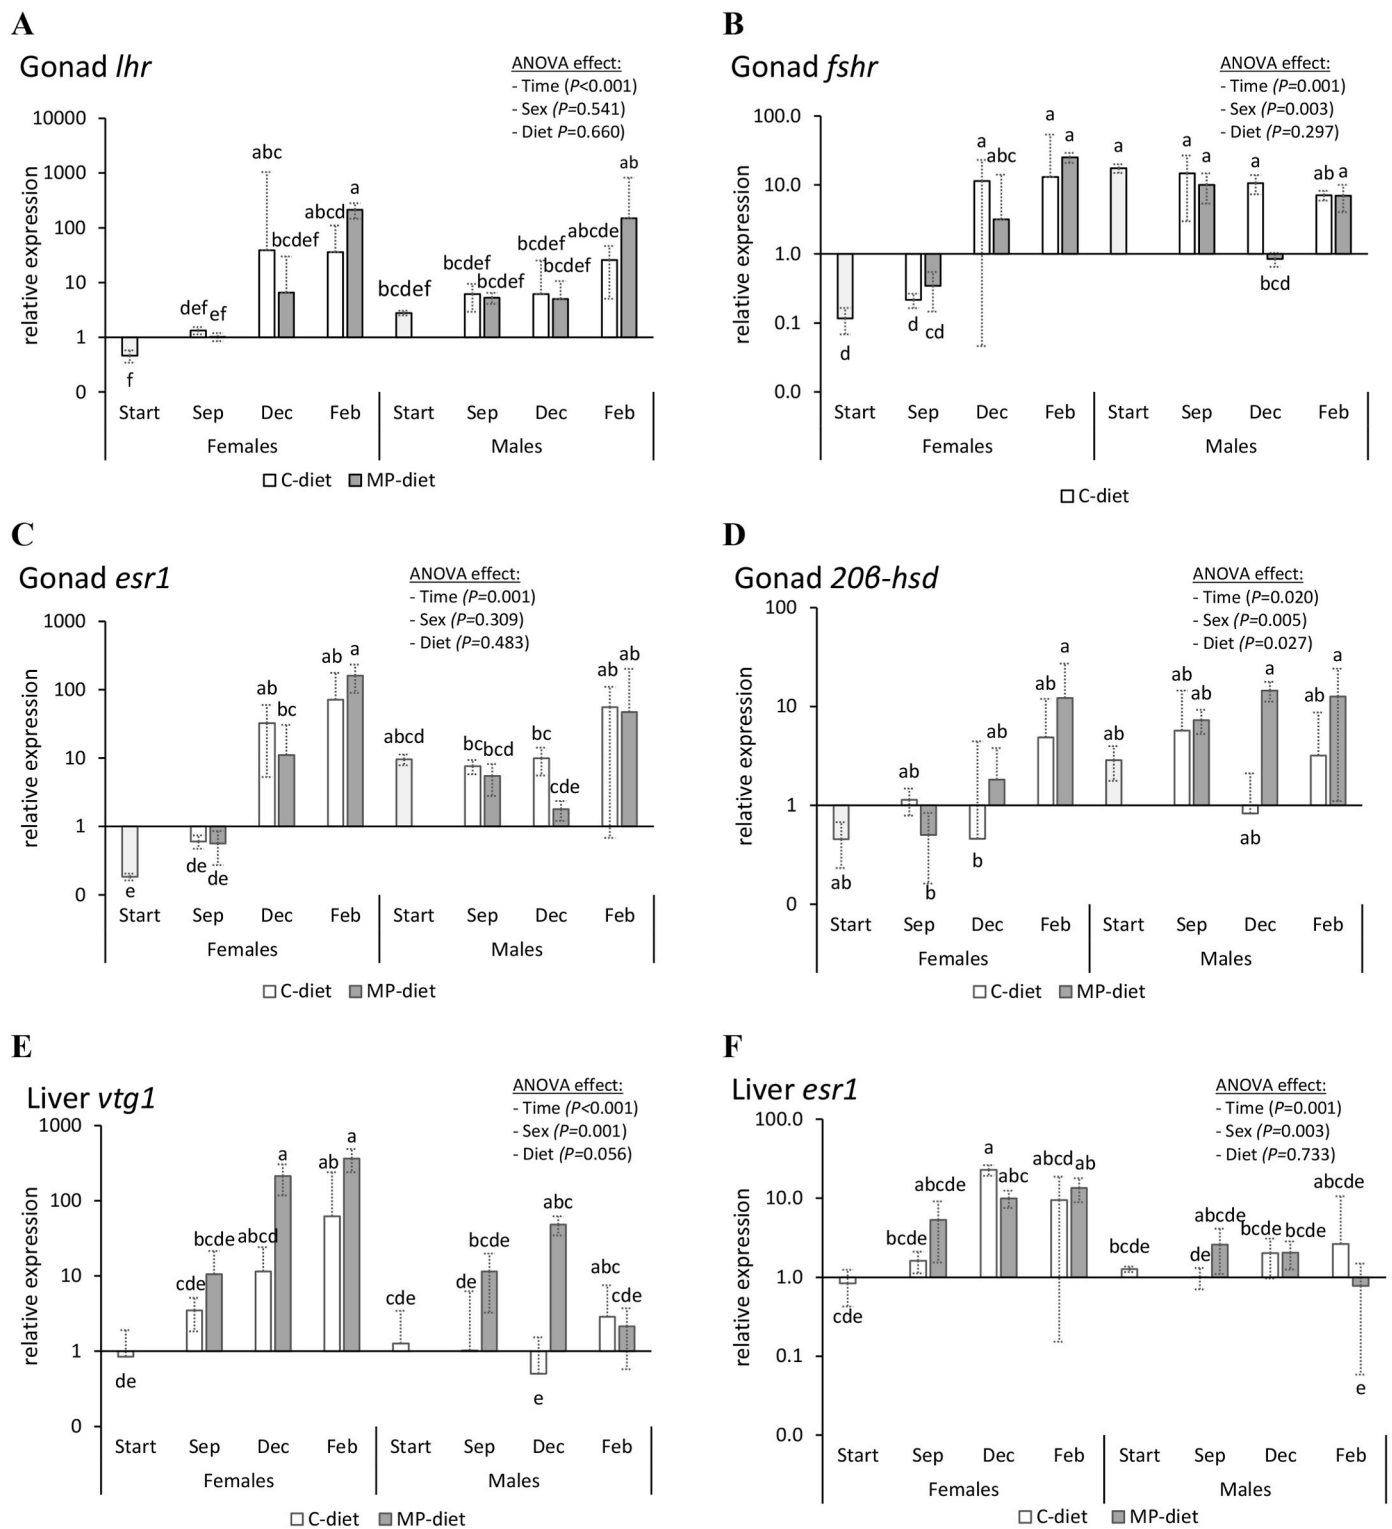 A
Gonad lhr
ANOVA effect:
- Time (P<0.001)
- Sex (P=0.541)
- Diet P=0.660)
relative expression
10000
1000
100
10
1
0
f
def
ef
abc
bcdef
abcd
a
bcdef
bcdef
bcdef
bcdef
bcdef
abcde
ab
Start Sep Dec Feb Start Sep Dec Feb
Females Males
C-diet MP-diet
B
Gonad fshr
ANOVA effect:
- Time (P=0.001)
- Sex (P=0.003)
- Diet (P=0.297)
relative expression
100.0
10.0
1.0
0.1
0.0
d
d
cd
a
abc
a
a
a
a
a
a
bcd
ab
a
Start Sep Dec Feb Start Sep Dec Feb
Females Males
C-diet
C
Gonad esr1
ANOVA effect:
- Time (P=0.001)
- Sex (P=0.309)
- Diet (P=0.483)
relative expression
1000
100
10
1
0
e
de
de
ab
bc
ab
a
abcd
bc
bcd
bc
cde
ab
ab
Start Sep Dec Feb Start Sep Dec Feb
Females Males
C-diet MP-diet
D
Gonad 20β-hsd
ANOVA effect:
- Time (P=0.020)
- Sex (P=0.005)
- Diet (P=0.027)
relative expression
100
10
1
0
ab
ab
b
b
ab
ab
a
ab
ab
ab
ab
a
ab
a
Start Sep Dec Feb Start Sep Dec Feb
Females Males
C-diet MP-diet
E
Liver vtg1
ANOVA effect:
- Time (P<0.001)
- Sex (P=0.001)
- Diet (P=0.056)
relative expression
1000
100
10
1
0
de
cde
bcde
abcd
a
ab
a
cde
de
bcde
e
abc
abc
cde
Start Sep Dec Feb Start Sep Dec Feb
Females Males
C-diet MP-diet
F
Liver esr1
ANOVA effect:
- Time (P=0.001)
- Sex (P=0.003)
- Diet (P=0.733)
relative expression
100.0
10.0
1.0
0.1
0.0
cde
bcde
abcde
a
abc
abcd
ab
bcde
de
abcde
bcde
bcde
abcde
e
Start Sep Dec Feb Start Sep Dec Feb
Females Males
C-diet MP-diet